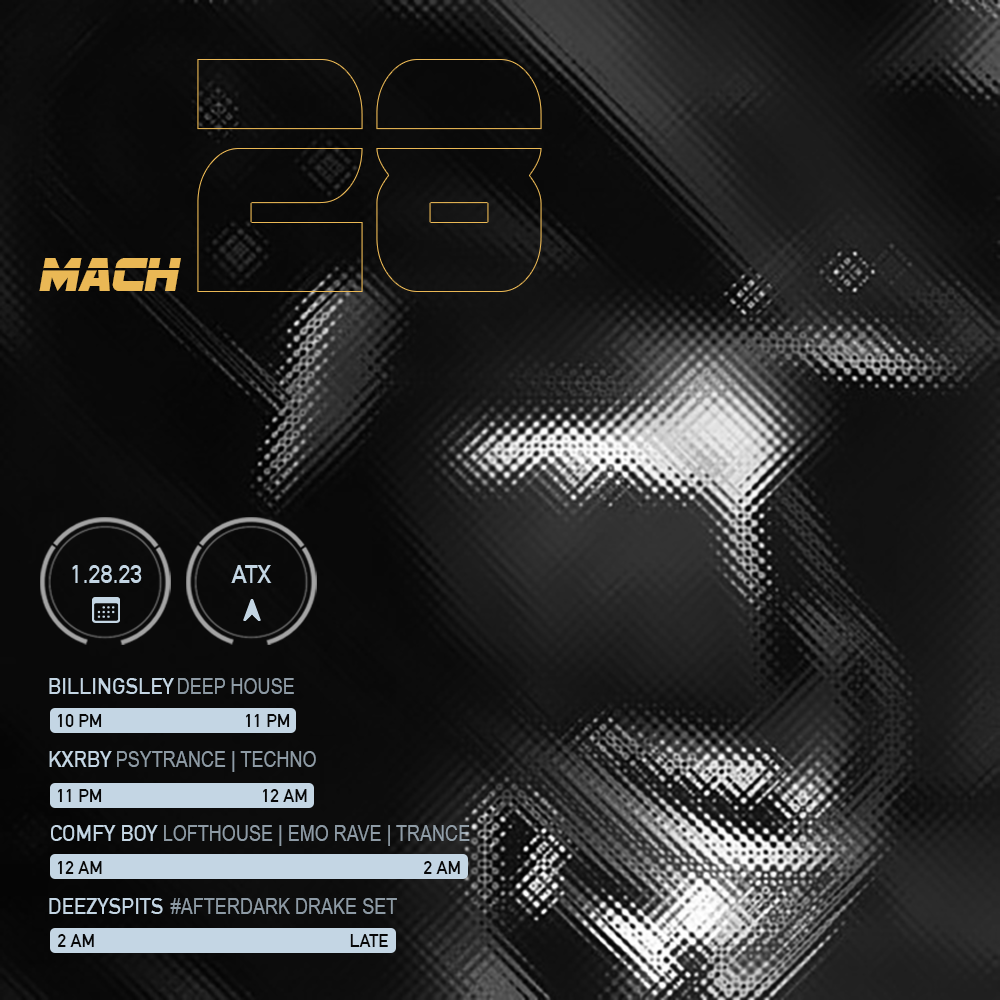 28
MACH
1.28.23
ATX
BILLINGSLEY DEEP HOUSE
10 PM 11 PM
KXRBY PSYTRANCE | TECHNO
11 PM 12 AM
COMFY BOY LOFTHOUSE | EMO RAVE | TRANCE
12 AM 2 AM
DEEZYSPITS #AFTERDARK DRAKE SET
2 AM LATE